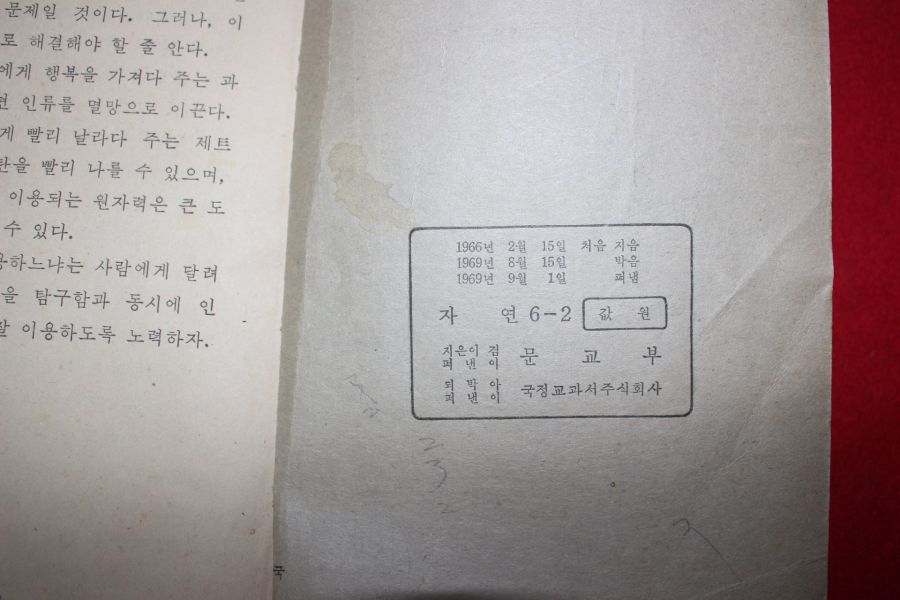 문제일 것이다. 그러나, 이
로 해결해야 할 줄 안다.
에게 행복을 가져다 주는 과
면 인류를 멸망으로 이끈다.
게 빨리 날라다 주는 제트
탄을 빨리 나를 수 있으며,
이용되는 원자력은 큰 도
수 있다.
용하느냐는 사람에게 달려
을 탐구함과 동시에 인
잘 이용하도록 노력하자.
1966년 2월 15일 처음 지음
1969년 8월 15일 박음
1969년 9월 1일 펴냄
자 연 6-2 값 원
지은이 겸
펴 낸 이 문 교 부
되 박 아
펴 낸 이 국정교과서주식회사
국